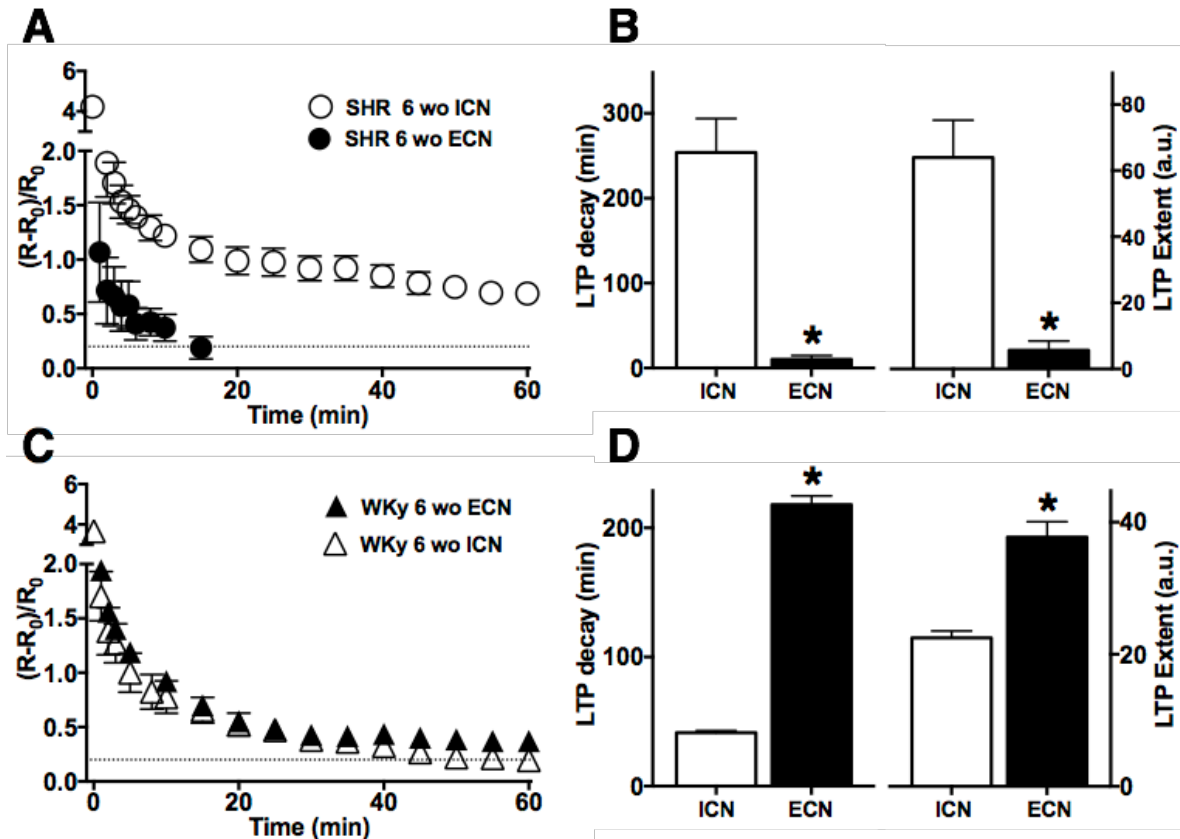 A
B
6
4
2.0
1.5
1.0
0.5
0.0
(R-R₀)/R₀
SHR 6 wo ICN
SHR 6 wo ECN
0
20
40
60
Time (min)
LTP decay (min)
300
200
100
0
*
*
ICN
ECN
ICN
ECN
80
60
40
20
0
LTP Extent (a.u.)
C
D
6
4
2.0
1.5
1.0
0.5
0.0
(R-R₀)/R₀
WKy 6 wo ECN
WKy 6 wo ICN
0
20
40
60
Time (min)
LTP decay (min)
200
100
0
*
*
ICN
ECN
ICN
ECN
40
20
0
LTP Extent (a.u.)